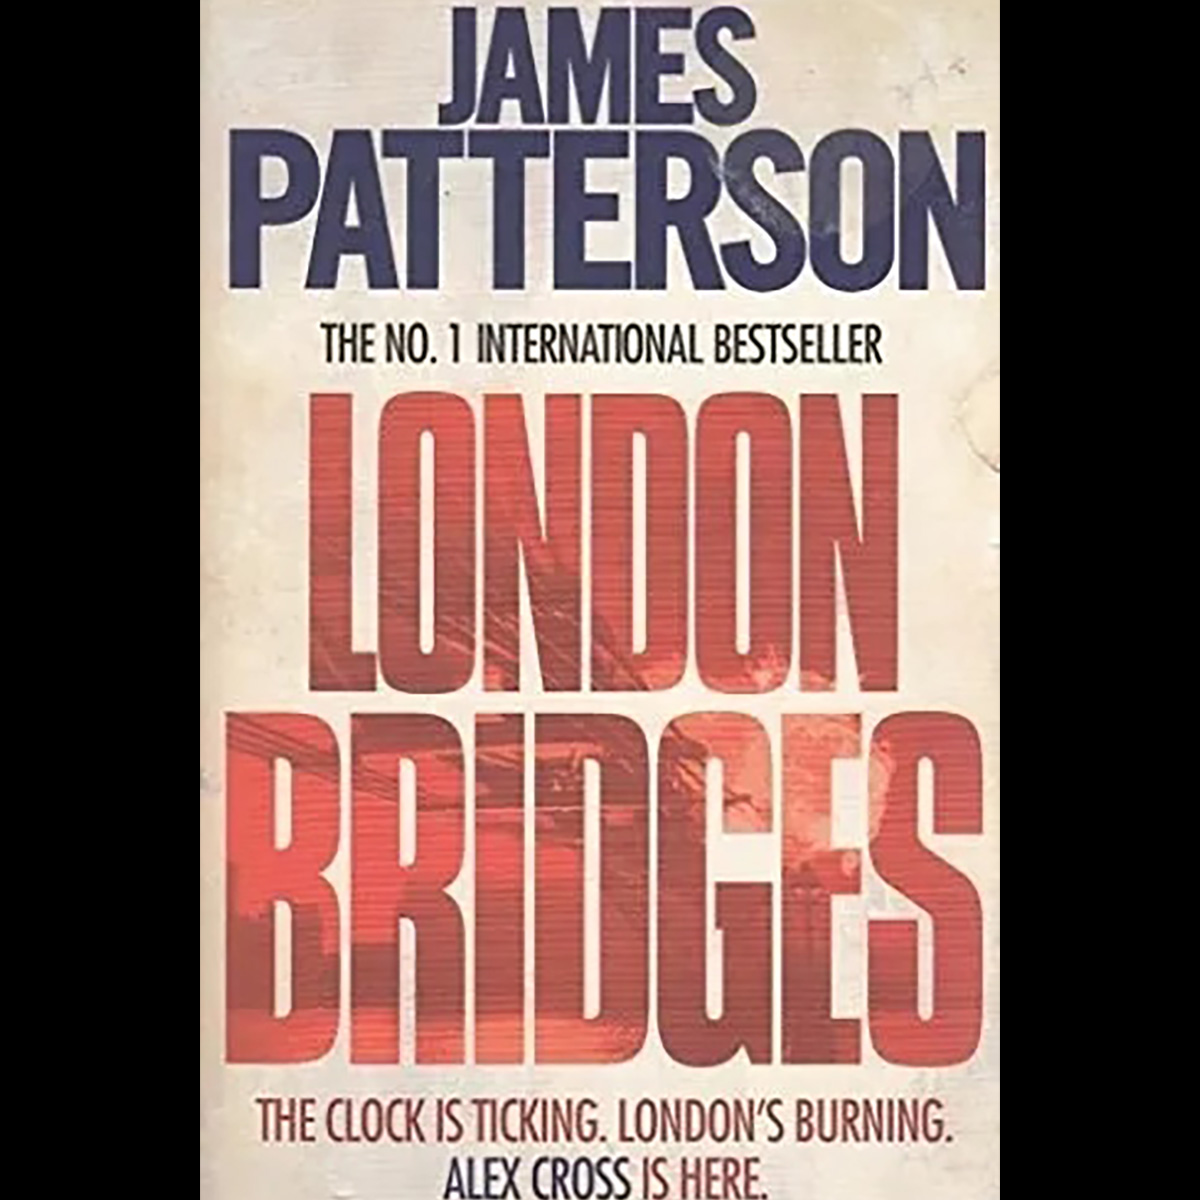 JAMES
PATTERSON
THE NO. 1 INTERNATIONAL BESTSELLER
LONDON
BRIDGES
THE CLOCK IS TICKING. LONDON'S BURNING.
ALEX CROSS IS HERE.